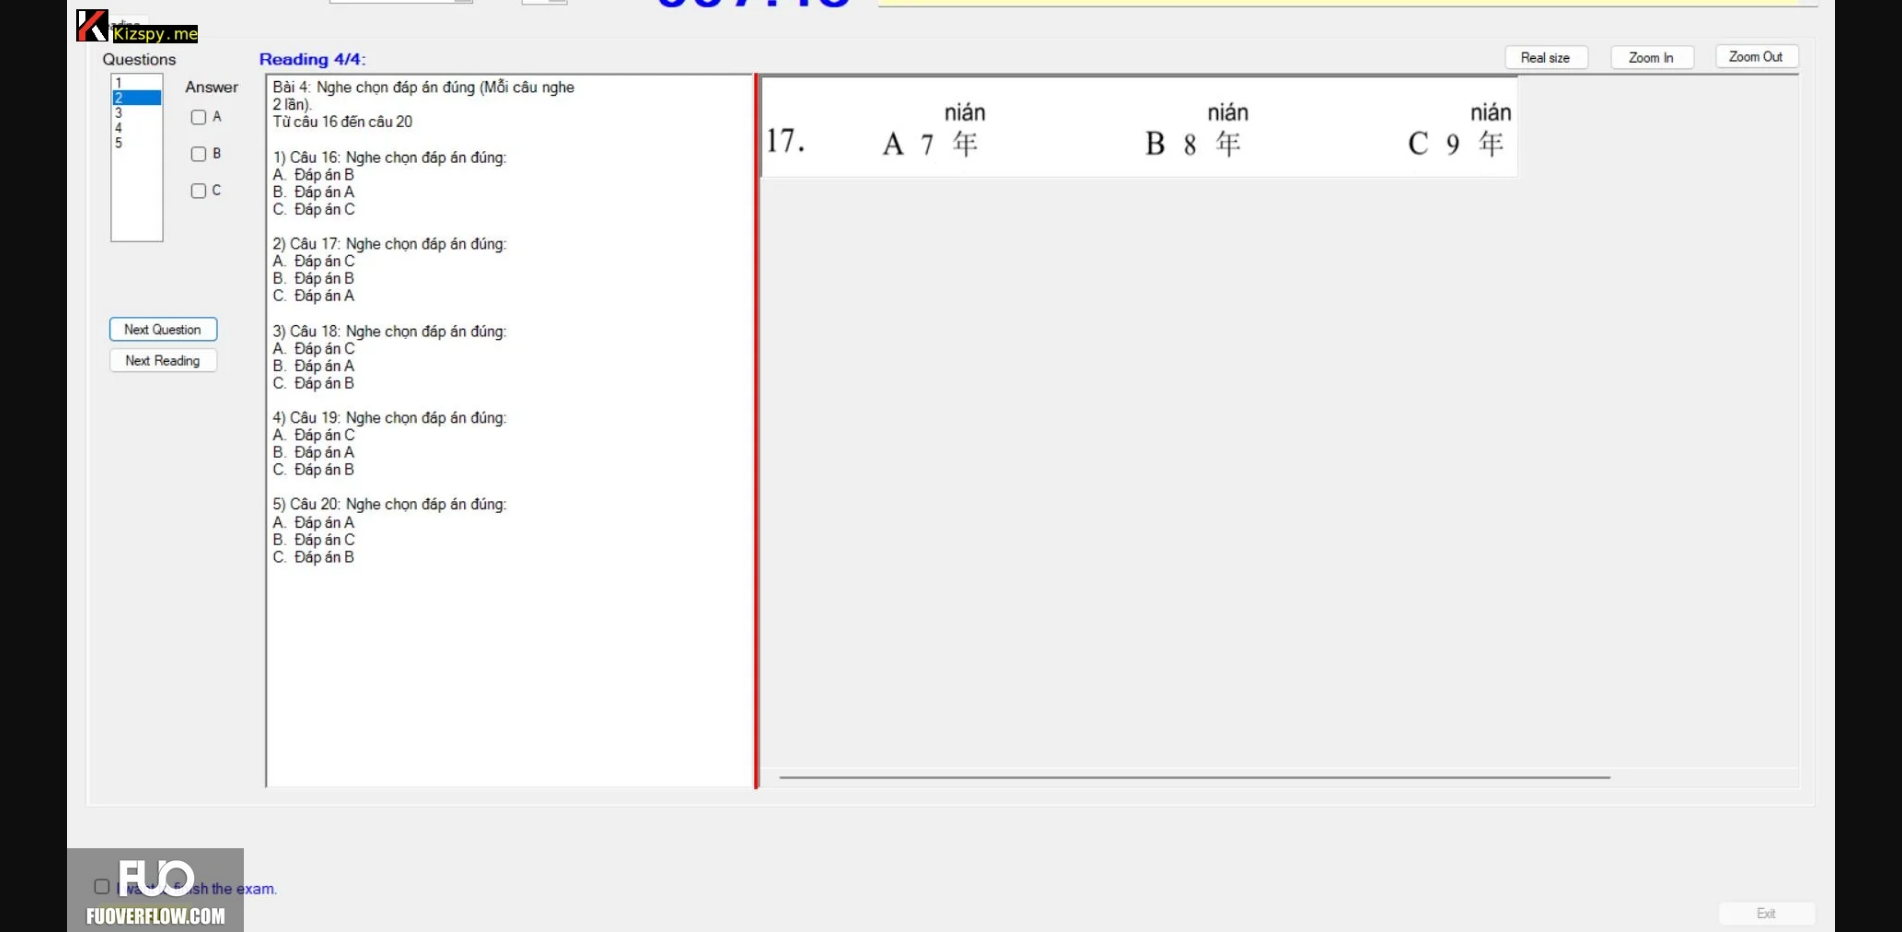 Kizspy.me
Questions
Reading 4/4:
Real size
Zoom In
Zoom Out
1
2
3
4
5
Answer
A
B
C
Next Question
Next Reading
Bài 4: Nghe chọn đáp án đúng (Mỗi câu nghe
2 lần).
Từ câu 16 đến câu 20
1) Câu 16: Nghe chọn đáp án đúng:
A. Đáp án B
B. Đáp án A
C. Đáp án C
2) Câu 17: Nghe chọn đáp án đúng:
A. Đáp án C
B. Đáp án B
C. Đáp án A
3) Câu 18: Nghe chọn đáp án đúng:
A. Đáp án C
B. Đáp án A
C. Đáp án B
4) Câu 19: Nghe chọn đáp án đúng:
A. Đáp án C
B. Đáp án A
C. Đáp án B
5) Câu 20: Nghe chọn đáp án đúng:
A. Đáp án A
B. Đáp án C
C. Đáp án B
nián nián nián
17. A 7 年 B 8 年 C 9 年
the exam.
FUO
FUOVERFLOW.COM
Exit